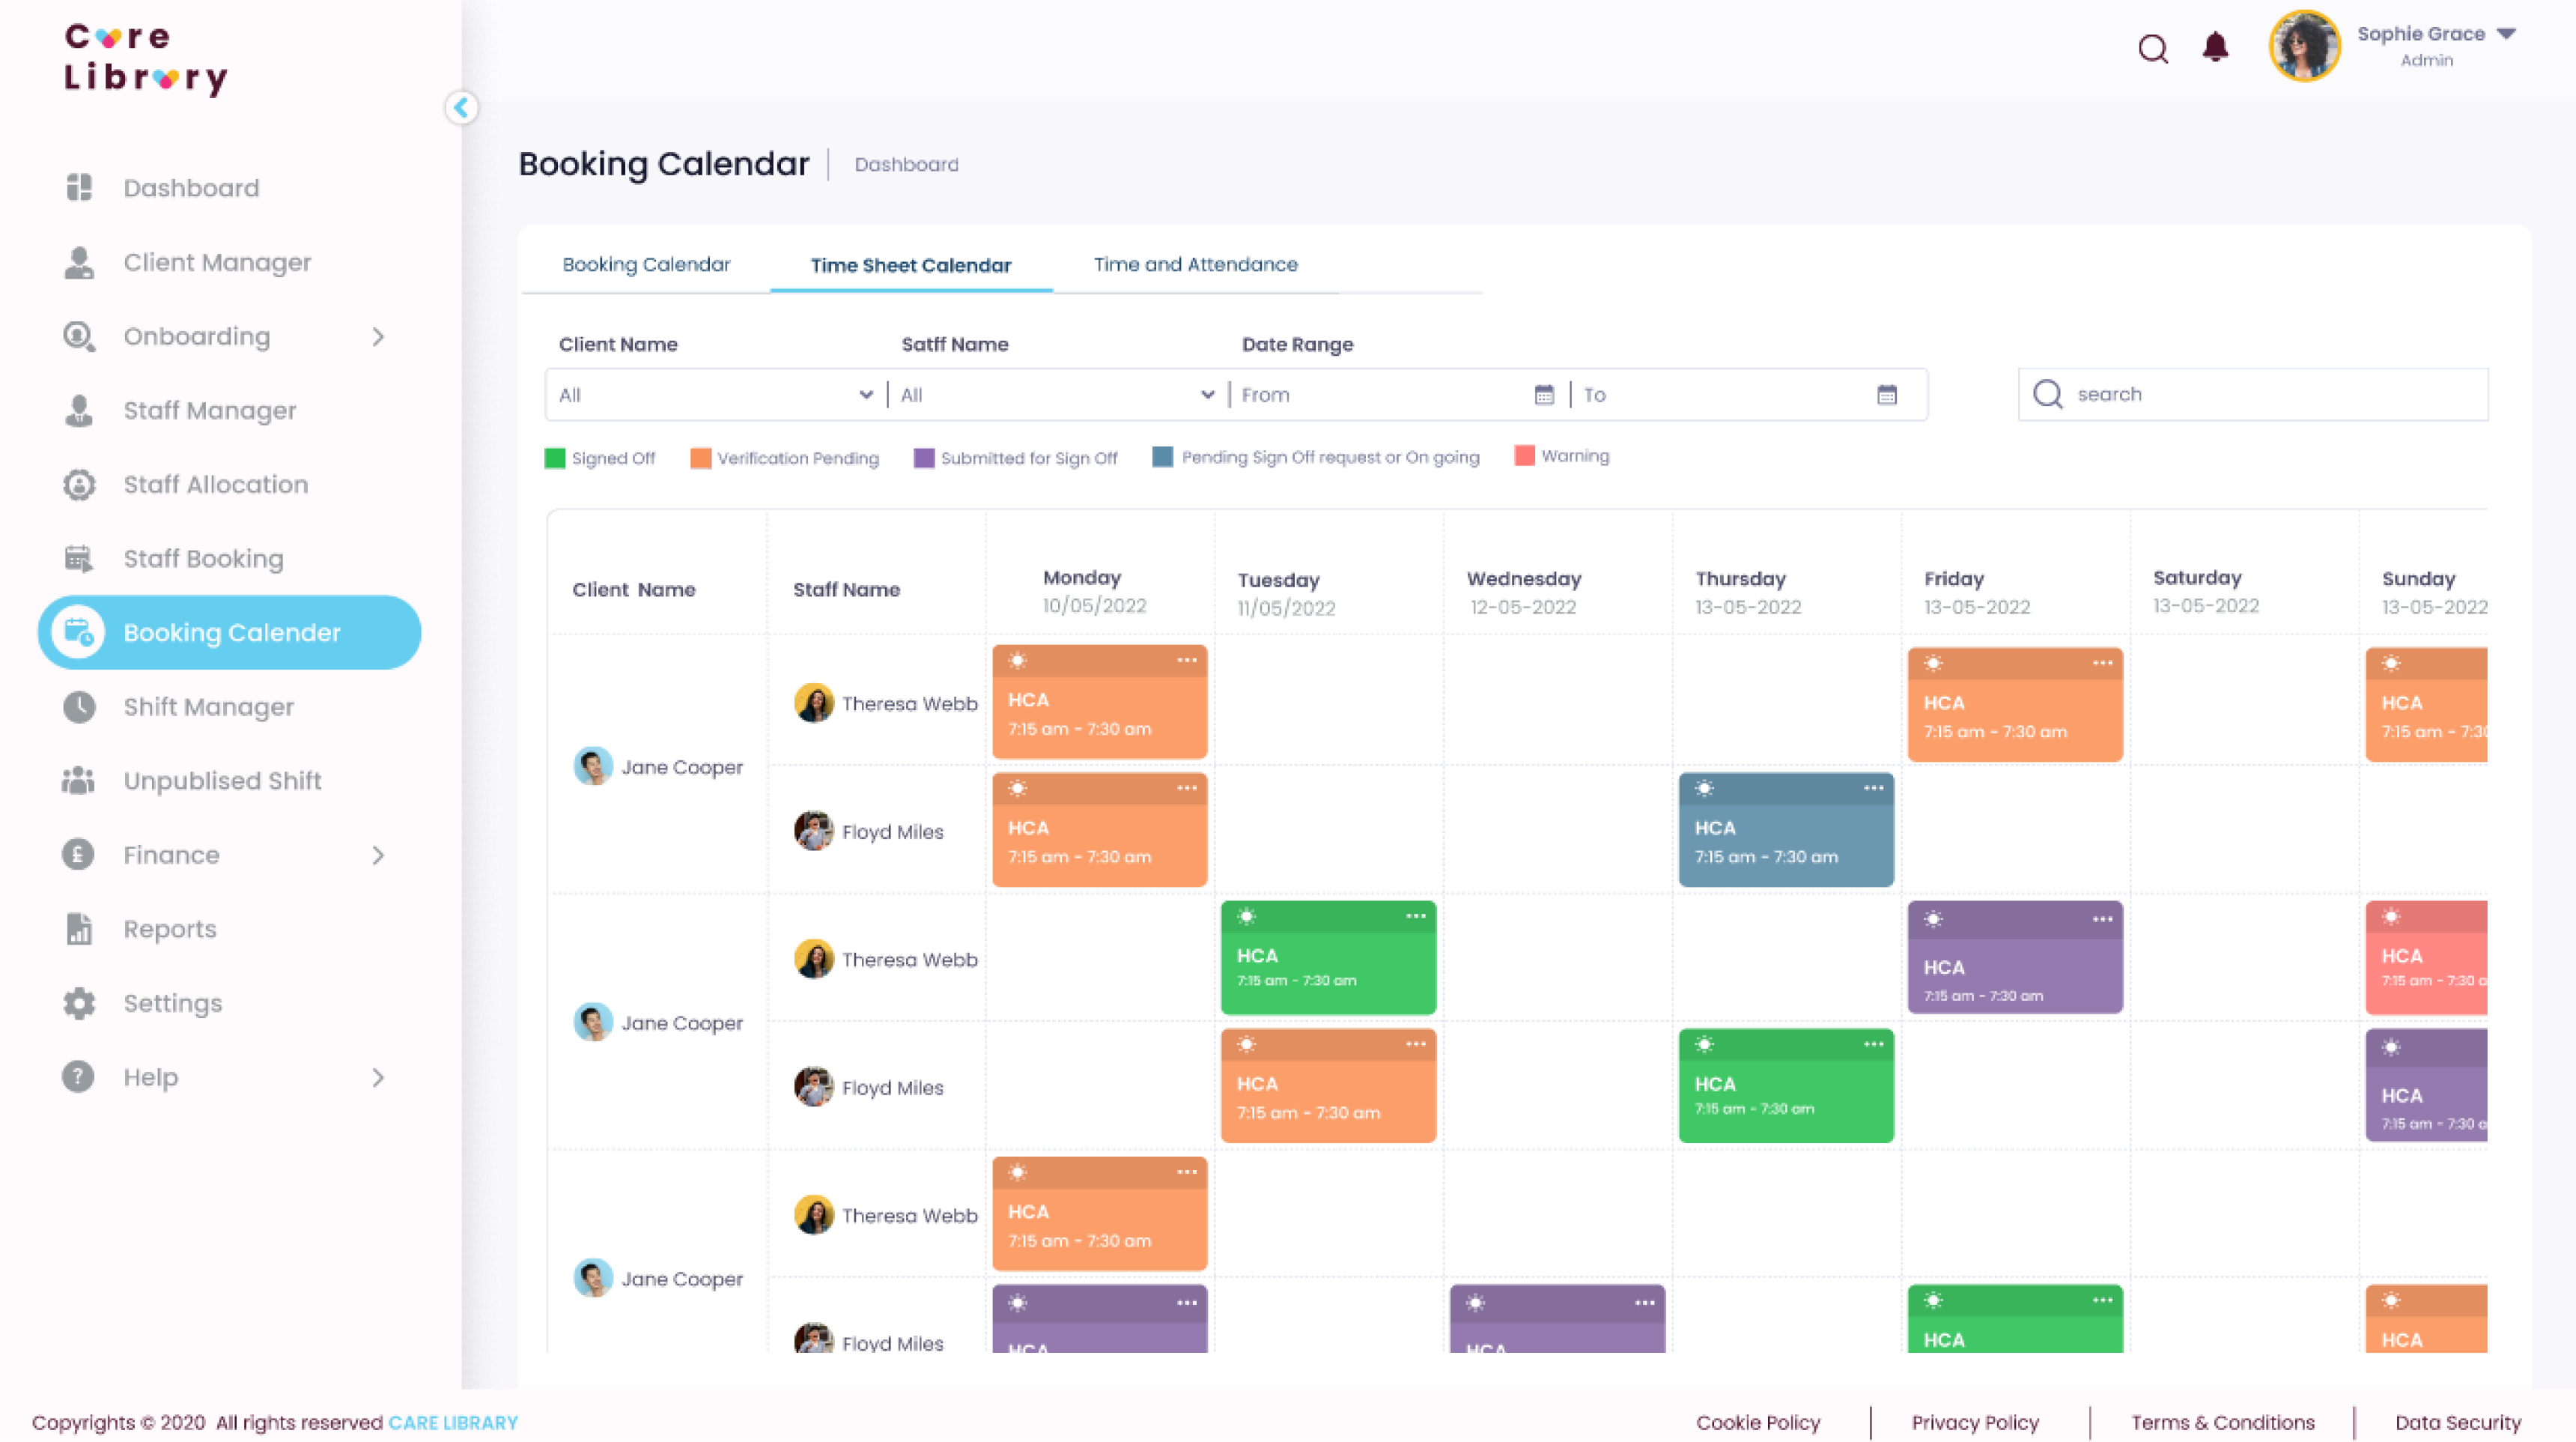 Care
Library
Sophie Grace
Admin
Booking Calendar
Dashboard
Dashboard
Client Manager
Onboarding
Staff Manager
Staff Allocation
Staff Booking
Booking Calender
Shift Manager
Unpublised Shift
Finance
Reports
Settings
Help
Booking Calendar Time Sheet Calendar Time and Attendance
Client Name Satff Name Date Range
All All From To search
Signed Off Verification Pending Submitted for Sign Off Pending Sign Off request or On going Warning
Client Name Staff Name Monday Tuesday Wednesday Thursday Friday Saturday Sunday
10/05/2022 11/05/2022 12-05-2022 13-05-2022 13-05-2022 13-05-2022 13-05-2022
Jane Cooper
Theresa Webb
HCA HCA HCA
7:15 am - 7:30 am 7:15 am - 7:30 am 7:15 am - 7:30
Floyd Miles
HCA HCA
7:15 am - 7:30 am 7:15 am - 7:30 am
Jane Cooper
Theresa Webb
HCA HCA HCA
7:15 am - 7:30 am 7:15 am - 7:30 am 7:15 am - 7:30 a
Floyd Miles
HCA HCA HCA
7:15 am - 7:30 am 7:15 am - 7:30 am 7:15 am - 7:30 a
Jane Cooper
Theresa Webb
HCA
7:15 am - 7:30 am
Floyd Miles
HCA HCA HCA HCA
Copyrights © 2020 All rights reserved CARE LIBRARY
Cookie Policy Privacy Policy Terms & Conditions Data Security